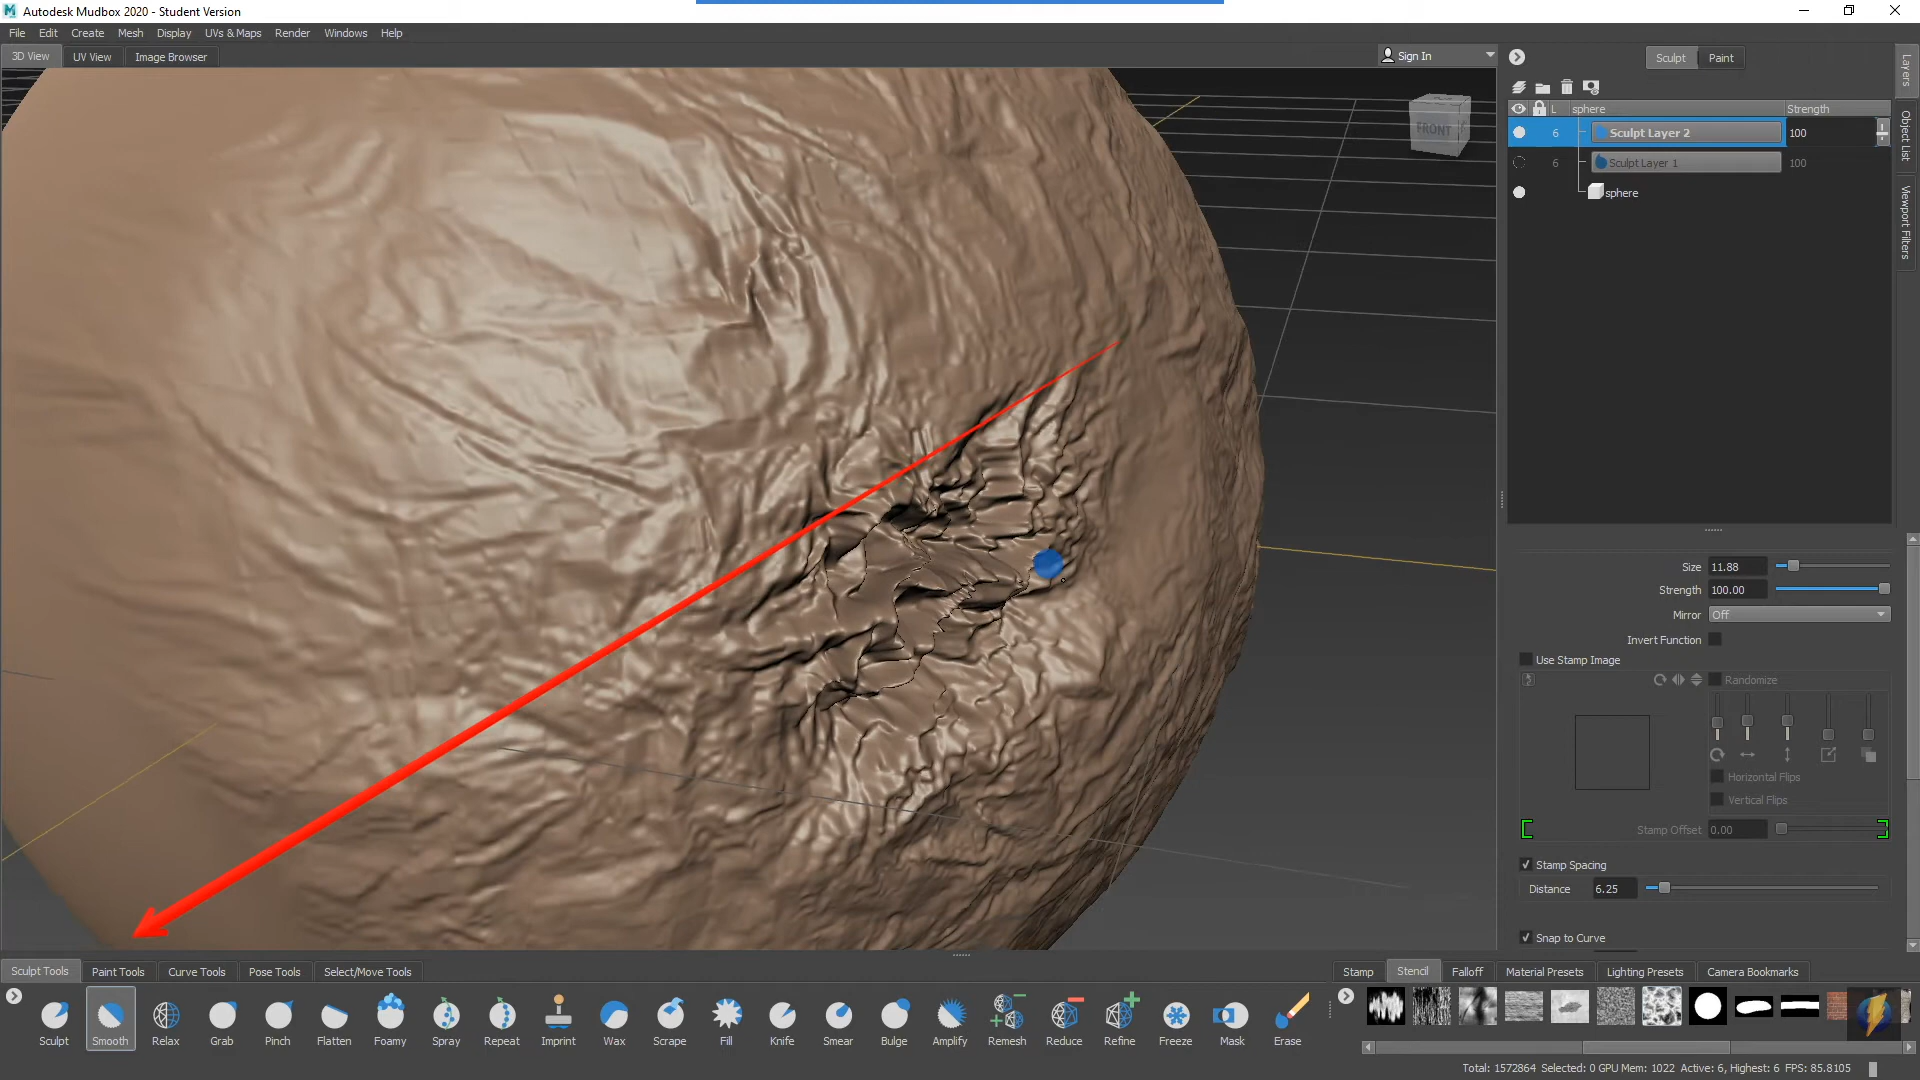 Autodesk Mudbox 2020 - Student Version
File Edit Create Mesh Display UVs & Maps Render Windows Help
3D View UV View Image Browser
Sign In
Sculpt Paint
L sphere Strength
6 Sculpt Layer 2 100
6 Sculpt Layer 1 100
sphere
Layers
Object List
Viewport Filters
FRONT
Size 11.88
Strength 100.00
Mirror Off
Invert Function
Use Stamp Image
Randomize
Horizontal Flips
Vertical Flips
Stamp Offset 0.00
Stamp Spacing
Distance 6.25
Snap to Curve
Sculpt Tools Paint Tools Curve Tools Pose Tools Select/Move Tools
Stamp Stencil Falloff Material Presets Lighting Presets Camera Bookmarks
Sculpt Smooth Relax Grab Pinch Flatten Foamy Spray Repeat Imprint Wax Scrape Fill Knife Smear Bulge Amplify Remesh Reduce Refine Freeze Mask Erase
Total: 1572864 Selected: 0 GPU Mem: 1022 Active: 6, Highest: 6 FPS: 85.8105